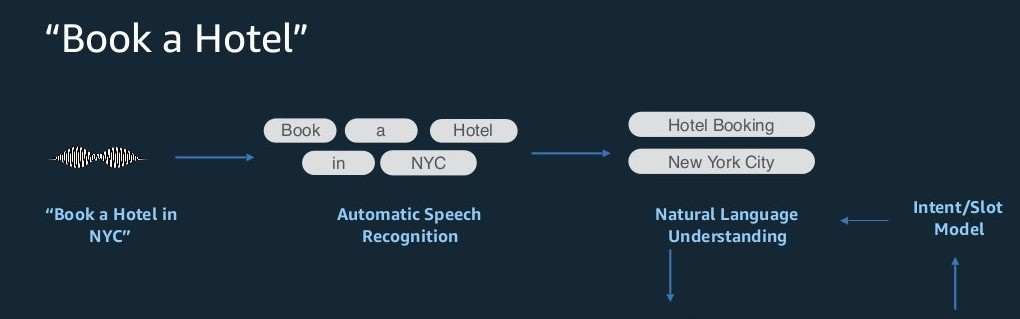 “Book a Hotel”
Book a Hotel
in NYC
Hotel Booking
New York City
“Book a Hotel in
NYC”
Automatic Speech
Recognition
Natural Language
Understanding
Intent/Slot
Model